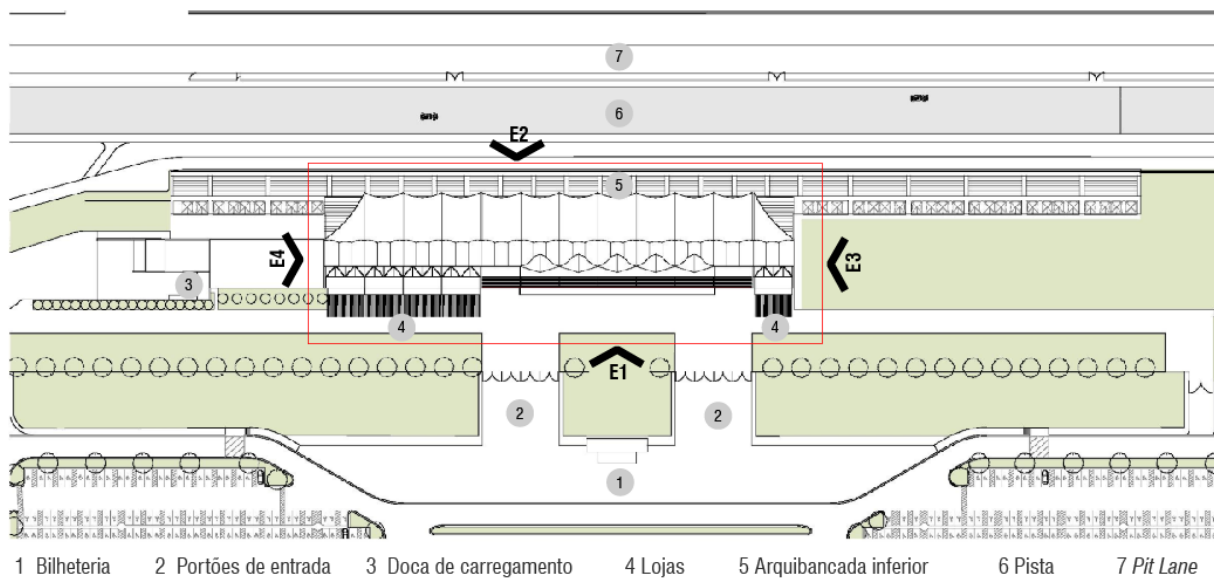 7
6
E2
5
E4
E3
3
4
4
E1
2
2
1
1 Bilheteria 2 Portões de entrada 3 Doca de carregamento 4 Lojas 5 Arquibancada inferior 6 Pista 7 Pit Lane